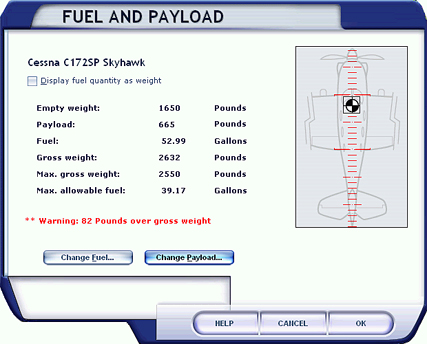 FUEL AND PAYLOAD
Cessna C172SP Skyhawk
Display fuel quantity as weight
Empty weight: 1650 Pounds
Payload: 665 Pounds
Fuel: 52.99 Gallons
Gross weight: 2632 Pounds
Max. gross weight: 2550 Pounds
Max. allowable fuel: 39.17 Gallons
** Warning: 82 Pounds over gross weight
Change Fuel... Change Payload...
HELP CANCEL OK